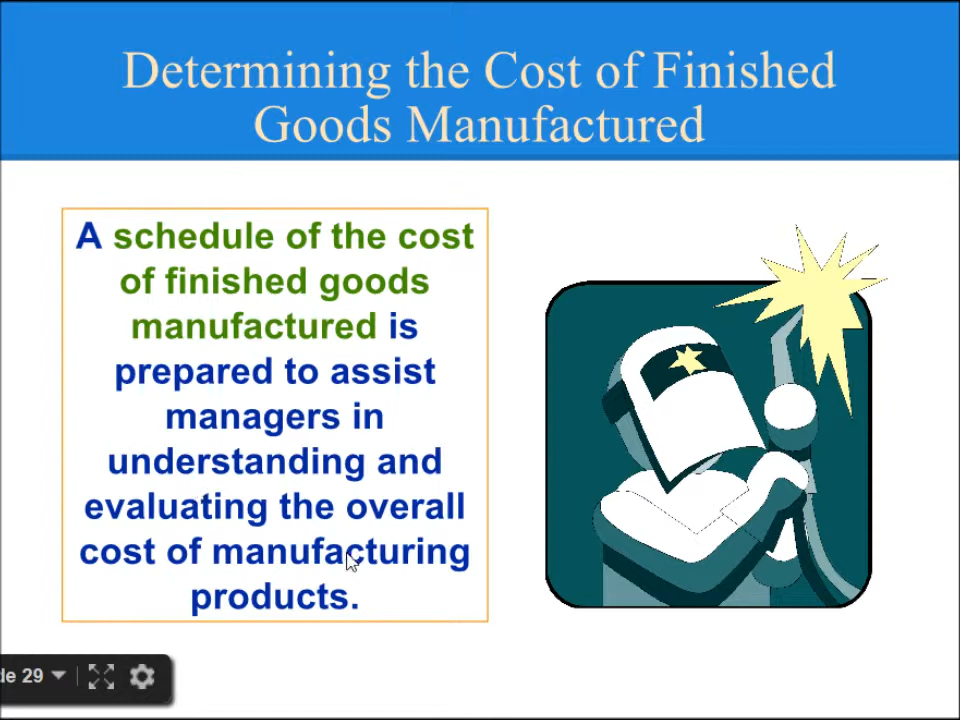 Determining the Cost of Finished
Goods Manufactured
A schedule of the cost
of finished goods
manufactured is
prepared to assist
managers in
understanding and
evaluating the overall
cost of manufacturing
products.
29